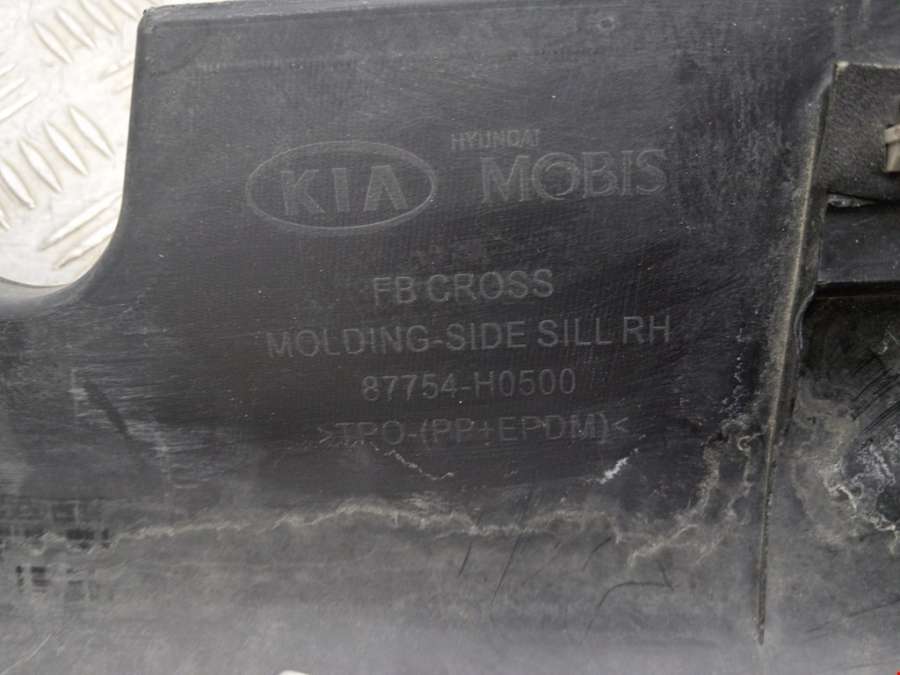 KIA
HYUNDAI
MOBIS
FB CROSS
MOLDING-SIDE SILL RH
87754-H0500
>TPO-(PP+EPDM)<